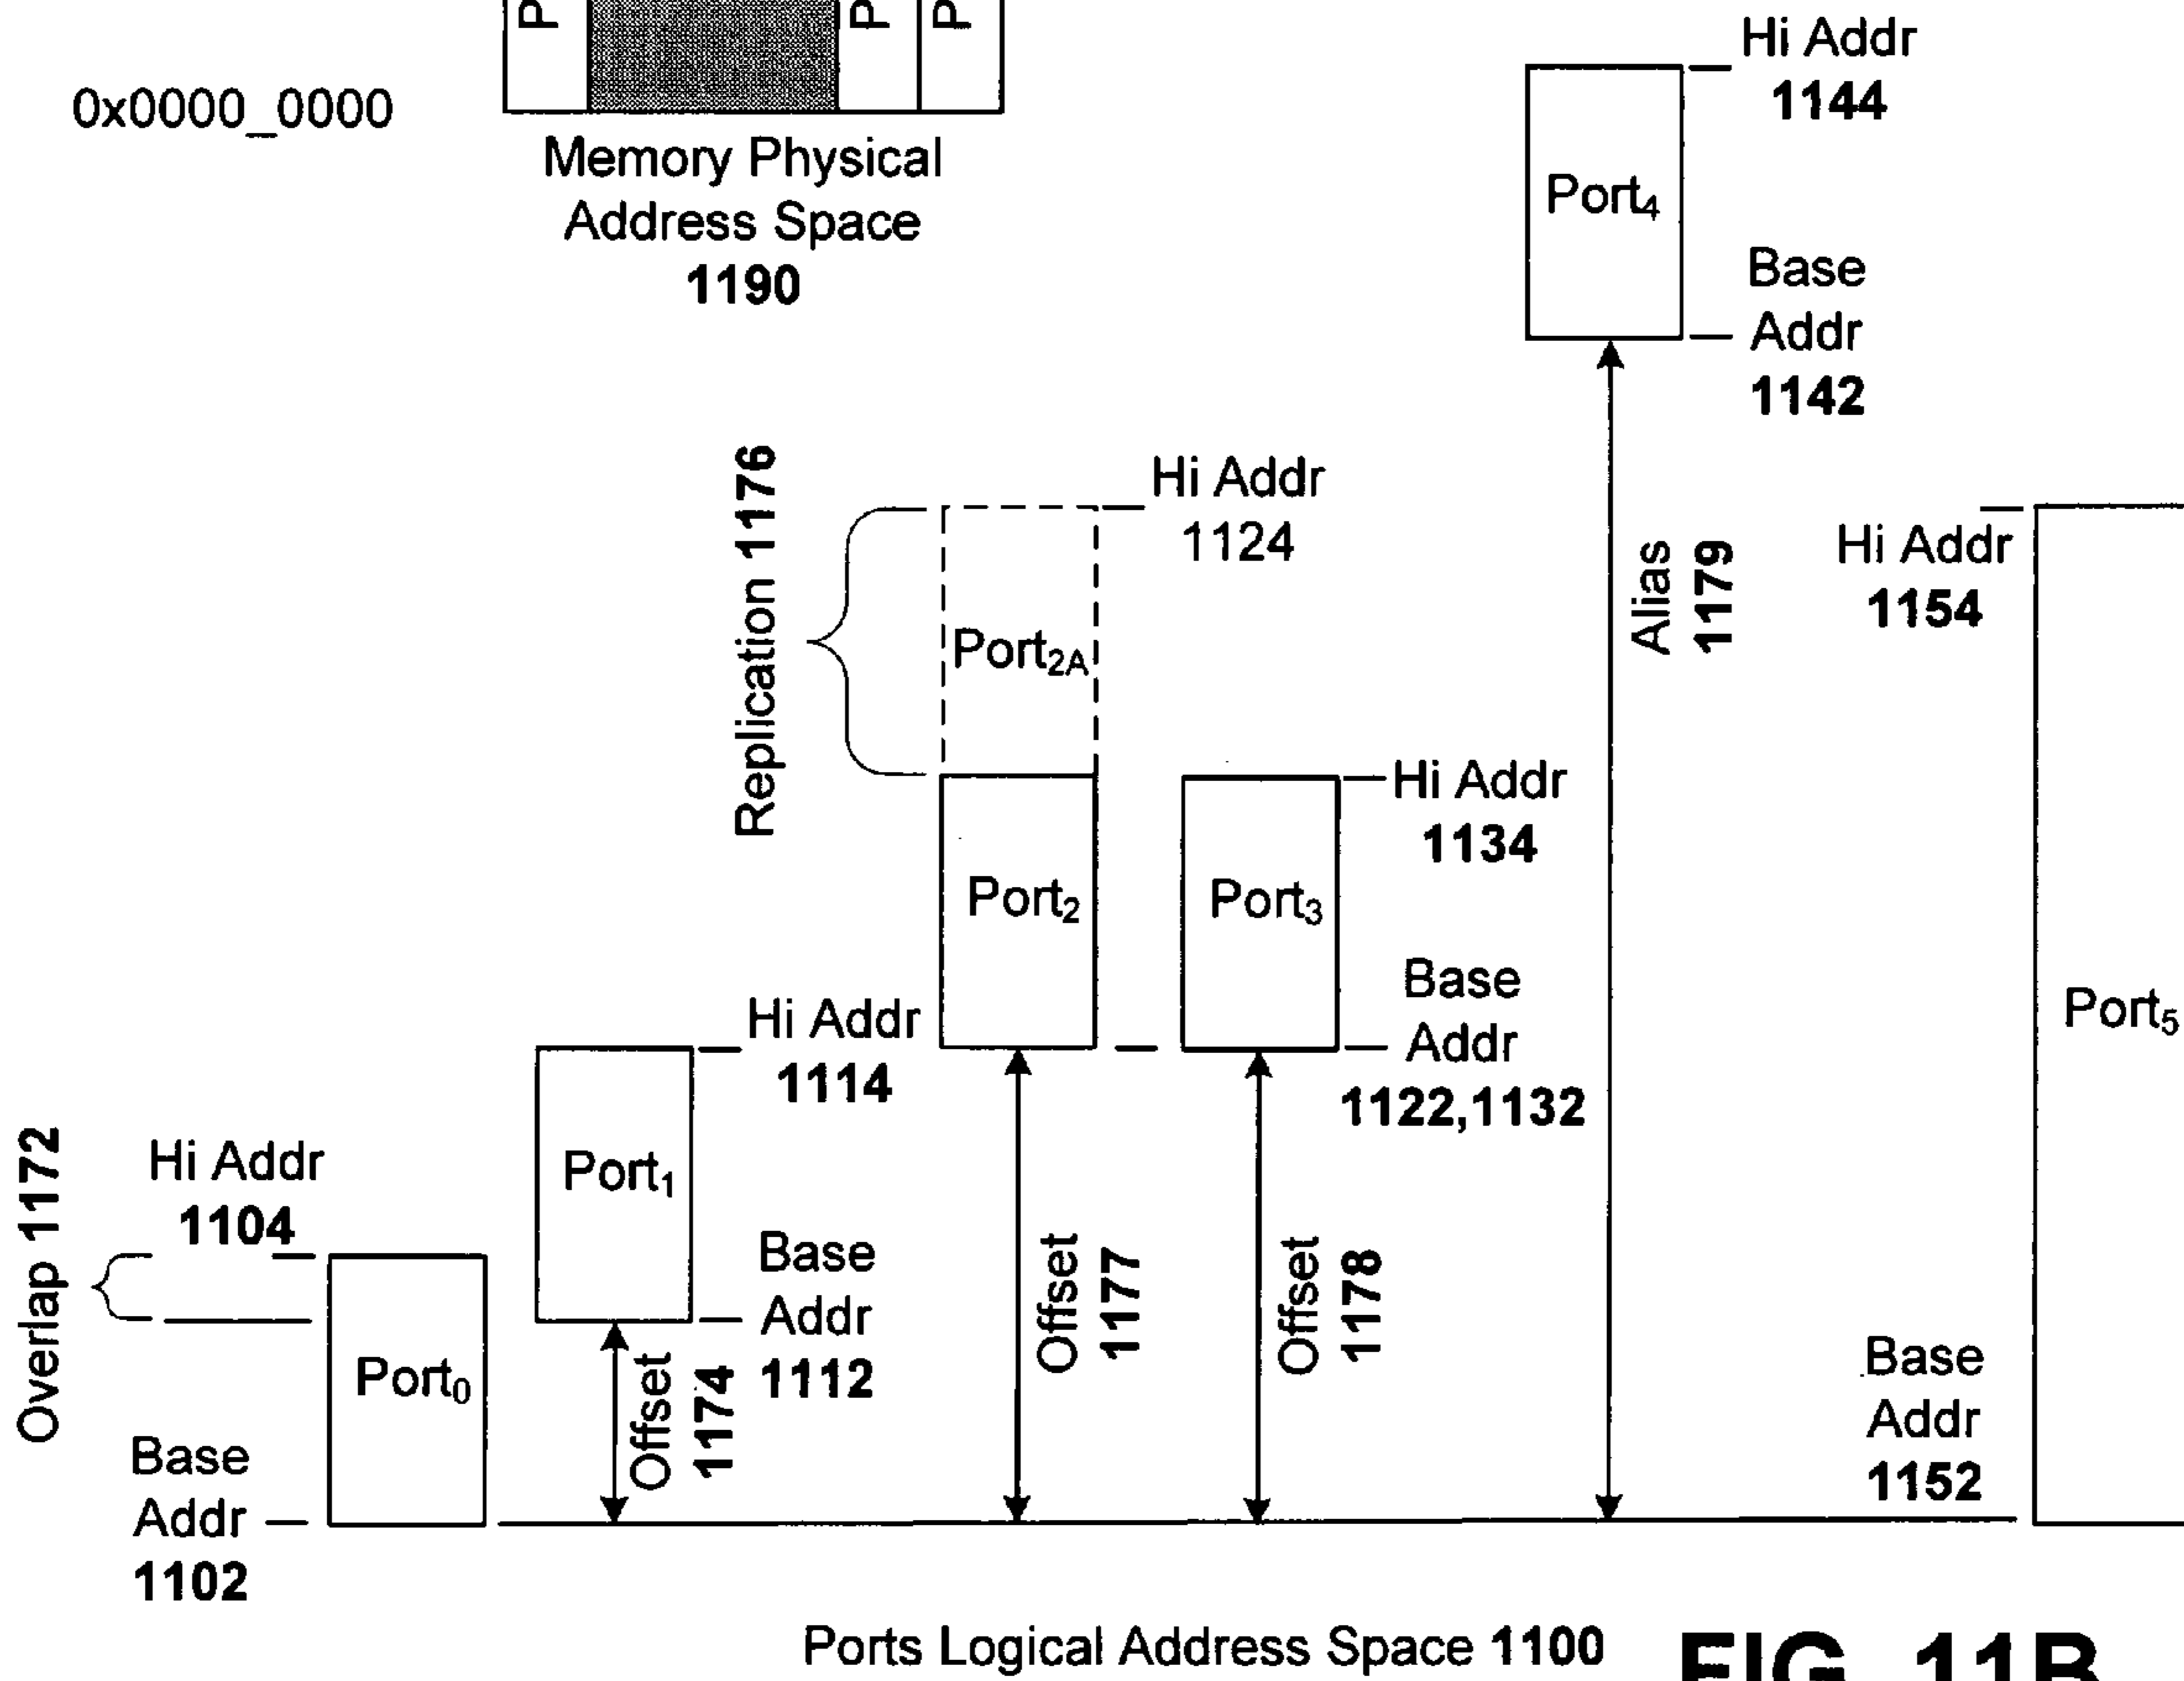 P
P
P
0x0000_0000
Memory Physical
Address Space
1190
Hi Addr
1144
Port4
Base
Addr
1142
Replication 1176
Hi Addr
1124
Port2A
Alias
1179
Hi Addr
1154
Hi Addr
1134
Port2
Port3
Base
Addr
1122,1132
Port5
Hi Addr
1114
Port1
Base
Addr
1112
Overlap 1172
Hi Addr
1104
Port0
Offset
1174
Offset
1177
Offset
1178
Base
Addr
1152
Base
Addr
1102
Ports Logical Address Space 1100
FIG. 11B